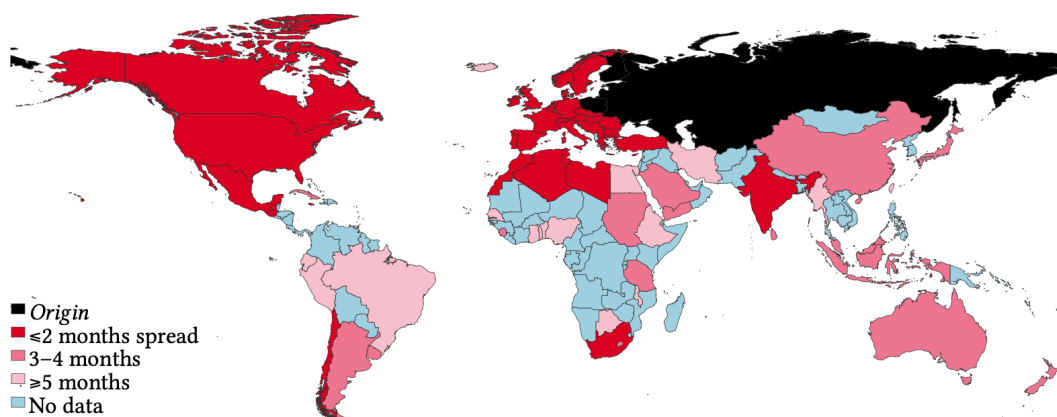 Origin
≤2 months spread
3–4 months
≥5 months
No data